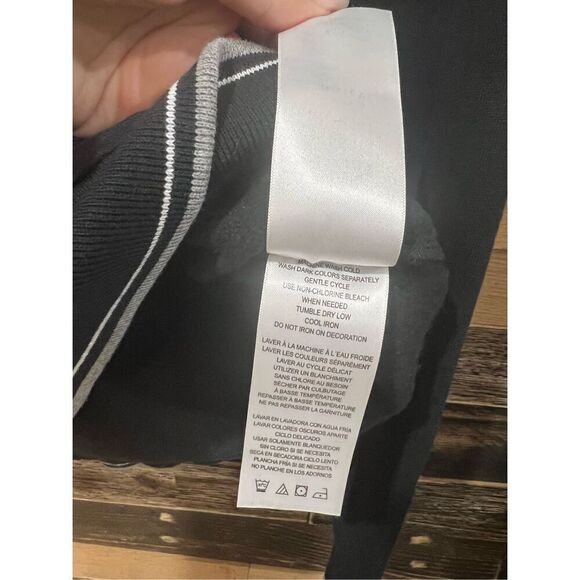 MACHINE WASH COLD
WASH DARK COLORS SEPARATELY
GENTLE CYCLE
USE NON-CHLORINE BLEACH
WHEN NEEDED
TUMBLE DRY LOW
COOL IRON
DO NOT IRON ON DECORATION
LAVER À LA MACHINE À L'EAU FROIDE
LAVER LES COULEURS SÉPARÉMENT
LAVER AU CYCLE DÉLICAT
UTILIZER UN BLANCHIMENT
SANS CHLORE AU BESOIN
SÉCHER PAR CULBUTAGE
À BASSE TEMPÉRATURE
REPASSER À BASSE TEMPÉRATURE
NE PAS REPASSER LA GARNITURE
LAVAR EN LAVADORA CON AGUA FRÍA
LAVAR COLORES OSCUROS APARTE
CICLO DELICADO
USAR SOLAMENTE BLANQUEDOR
SIN CLORO SI SE NECESITA
SECA EN SECADORA CICLO LENTO
PLANCHA FRÍA SI SE NECESITA
NO PLANCHE EN LOS ADORNOS